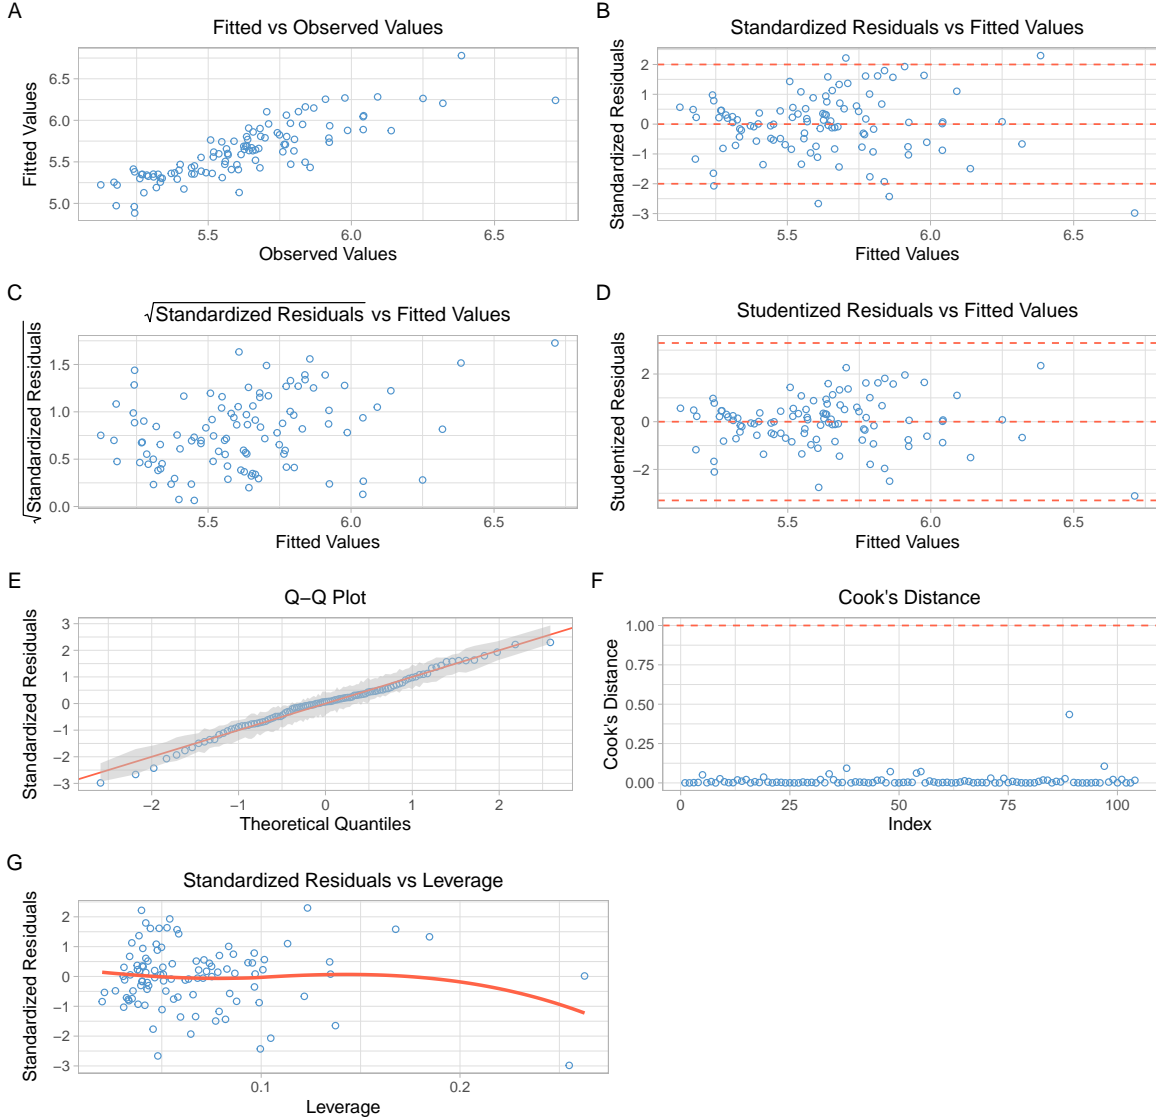 A
Fitted vs Observed Values
Fitted Values
6.5
6.0
5.5
5.0
5.5 6.0 6.5
Observed Values
B
Standardized Residuals vs Fitted Values
Standardized Residuals
2
1
0
−1
−2
−3
5.5 6.0 6.5
Fitted Values
C
√Standardized Residuals vs Fitted Values
√Standardized Residuals
1.5
1.0
0.5
0.0
5.5 6.0 6.5
Fitted Values
D
Studentized Residuals vs Fitted Values
Studentized Residuals
2
0
−2
5.5 6.0 6.5
Fitted Values
E
Q−Q Plot
Standardized Residuals
3
2
1
0
−1
−2
−3
−2 −1 0 1 2
Theoretical Quantiles
F
Cook's Distance
Cook's Distance
1.00
0.75
0.50
0.25
0.00
0 25 50 75 100
Index
G
Standardized Residuals vs Leverage
Standardized Residuals
2
1
0
−1
−2
−3
0.1 0.2
Leverage